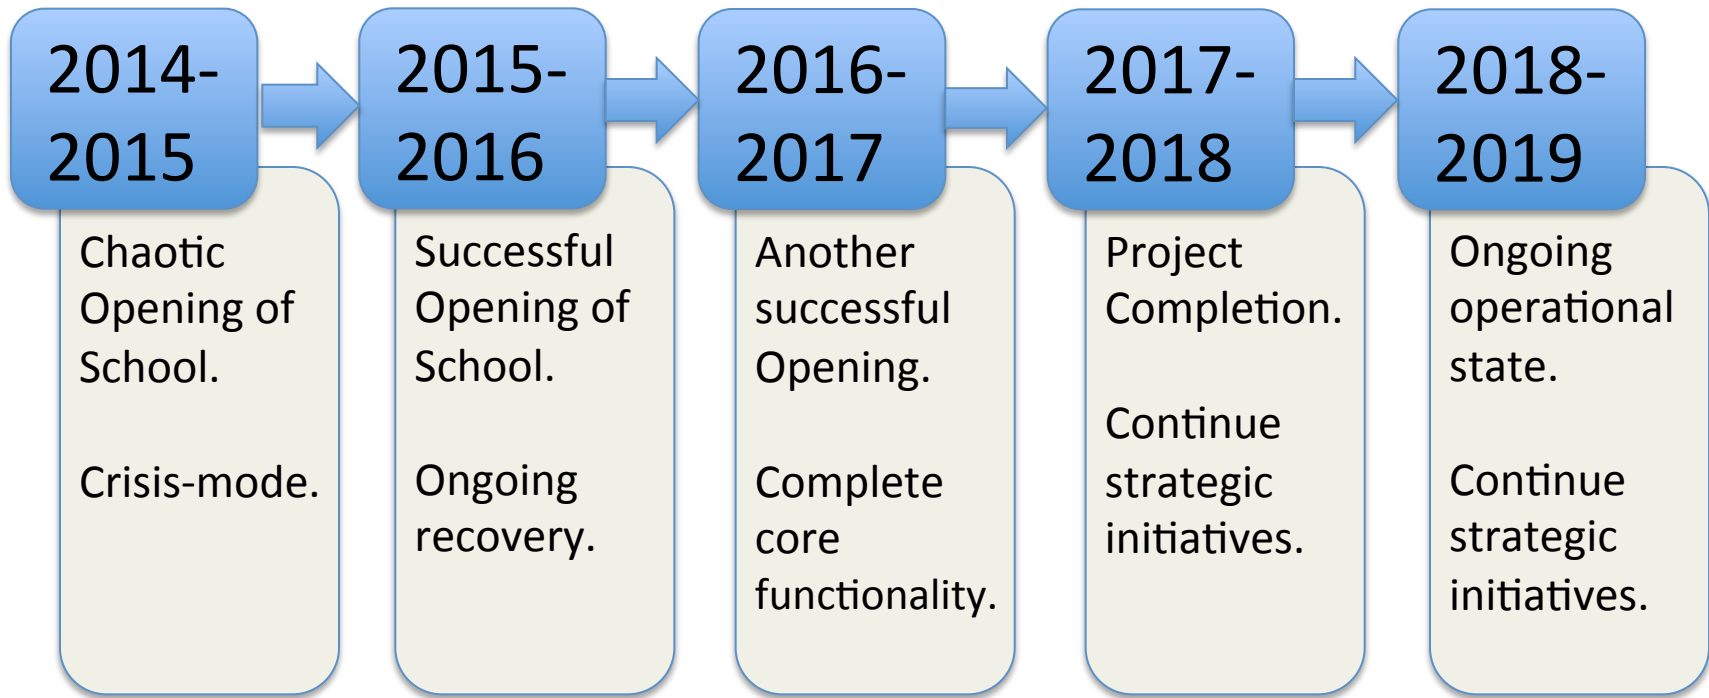 2014-
2015
Chaotic
Opening of
School.
Crisis-mode.
2015-
2016
Successful
Opening of
School.
Ongoing
recovery.
2016-
2017
Another
successful
Opening.
Complete
core
functionality.
2017-
2018
Project
Completion.
Continue
strategic
initiatives.
2018-
2019
Ongoing
operational
state.
Continue
strategic
initiatives.